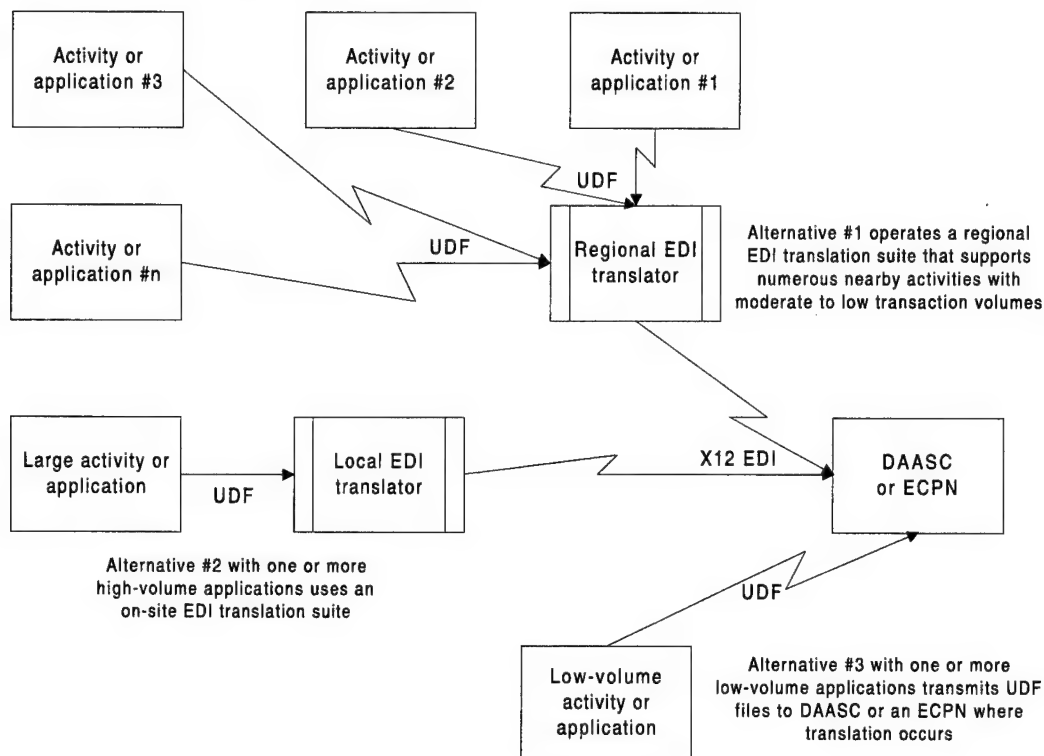 Activity or
application #3
Activity or
application #2
Activity or
application #1
UDF
Activity or
application #n
UDF
Regional EDI
translator
Alternative #1 operates a regional
EDI translation suite that supports
numerous nearby activities with
moderate to low transaction volumes
Large activity or
application
UDF
Local EDI
translator
X12 EDI
DAASC
or ECPN
Alternative #2 with one or more
high-volume applications uses an
on-site EDI translation suite
UDF
Low-volume
activity or
application
Alternative #3 with one or more
low-volume applications transmits UDF
files to DAASC or an ECPN where
translation occurs